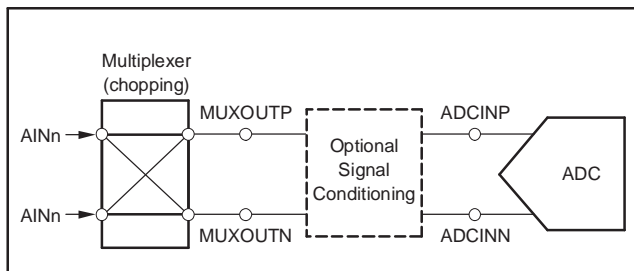 Multiplexer
(chopping)
MUXOUTP
ADCINP
AINn
Optional
Signal
Conditioning
ADC
AINn
MUXOUTN
ADCINN